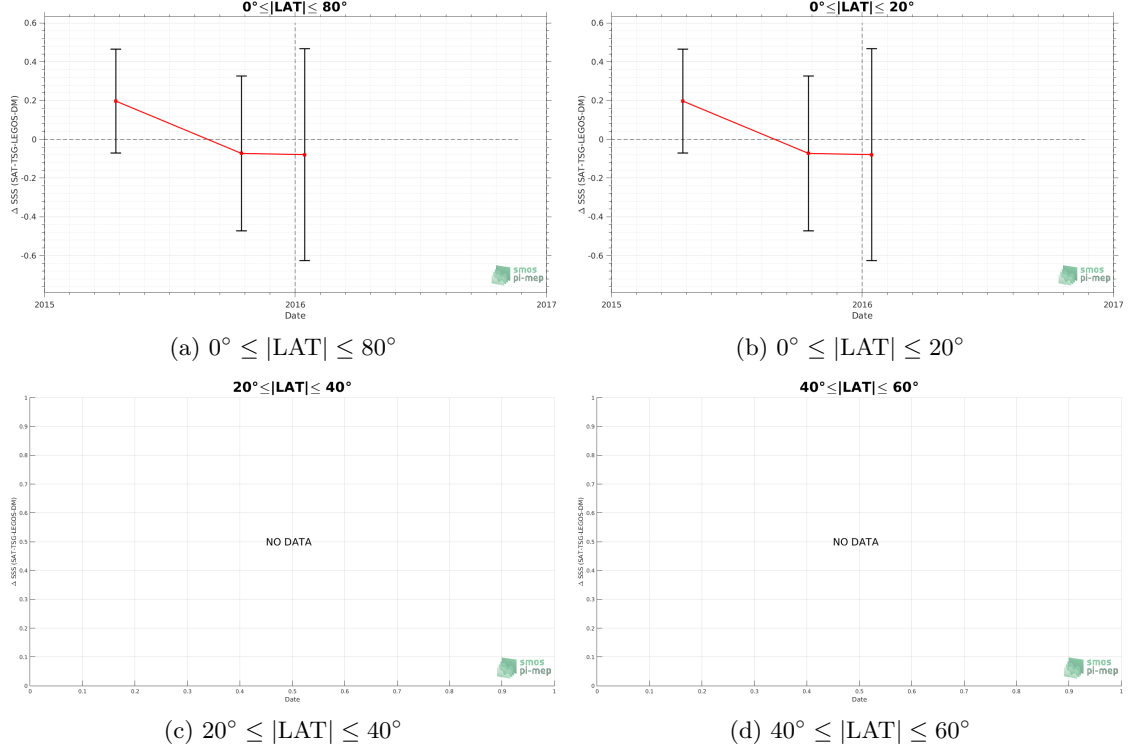 0°≤|LAT|≤ 80°
0.6
0.4
0.2
0
-0.2
-0.4
-0.6
Δ SSS (SAT-TSG-LEGOS-DM)
2015
2016
2017
Date
smos
pi-mep
(a) 0° ≤ |LAT| ≤ 80°
0°≤|LAT|≤ 20°
0.6
0.4
0.2
0
-0.2
-0.4
-0.6
Δ SSS (SAT-TSG-LEGOS-DM)
2015
2016
2017
Date
smos
pi-mep
(b) 0° ≤ |LAT| ≤ 20°
20°≤|LAT|≤ 40°
1
0.9
0.8
0.7
0.6
0.5
0.4
0.3
0.2
0.1
0
Δ SSS (SAT-TSG-LEGOS-DM)
NO DATA
0 0.1 0.2 0.3 0.4 0.5 0.6 0.7 0.8 0.9 1
Date
smos
pi-mep
(c) 20° ≤ |LAT| ≤ 40°
40°≤|LAT|≤ 60°
1
0.9
0.8
0.7
0.6
0.5
0.4
0.3
0.2
0.1
0
Δ SSS (SAT-TSG-LEGOS-DM)
NO DATA
0 0.1 0.2 0.3 0.4 0.5 0.6 0.7 0.8 0.9 1
Date
smos
pi-mep
(d) 40° ≤ |LAT| ≤ 60°